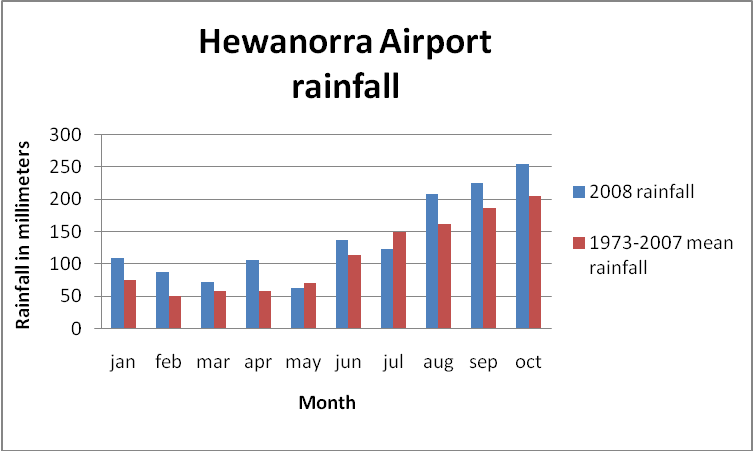 Hewanorra Airport
rainfall
Rainfall in millimeters
300
250
200
150
100
50
0
jan feb mar apr may jun jul aug sep oct
Month
2008 rainfall
1973-2007 mean
rainfall